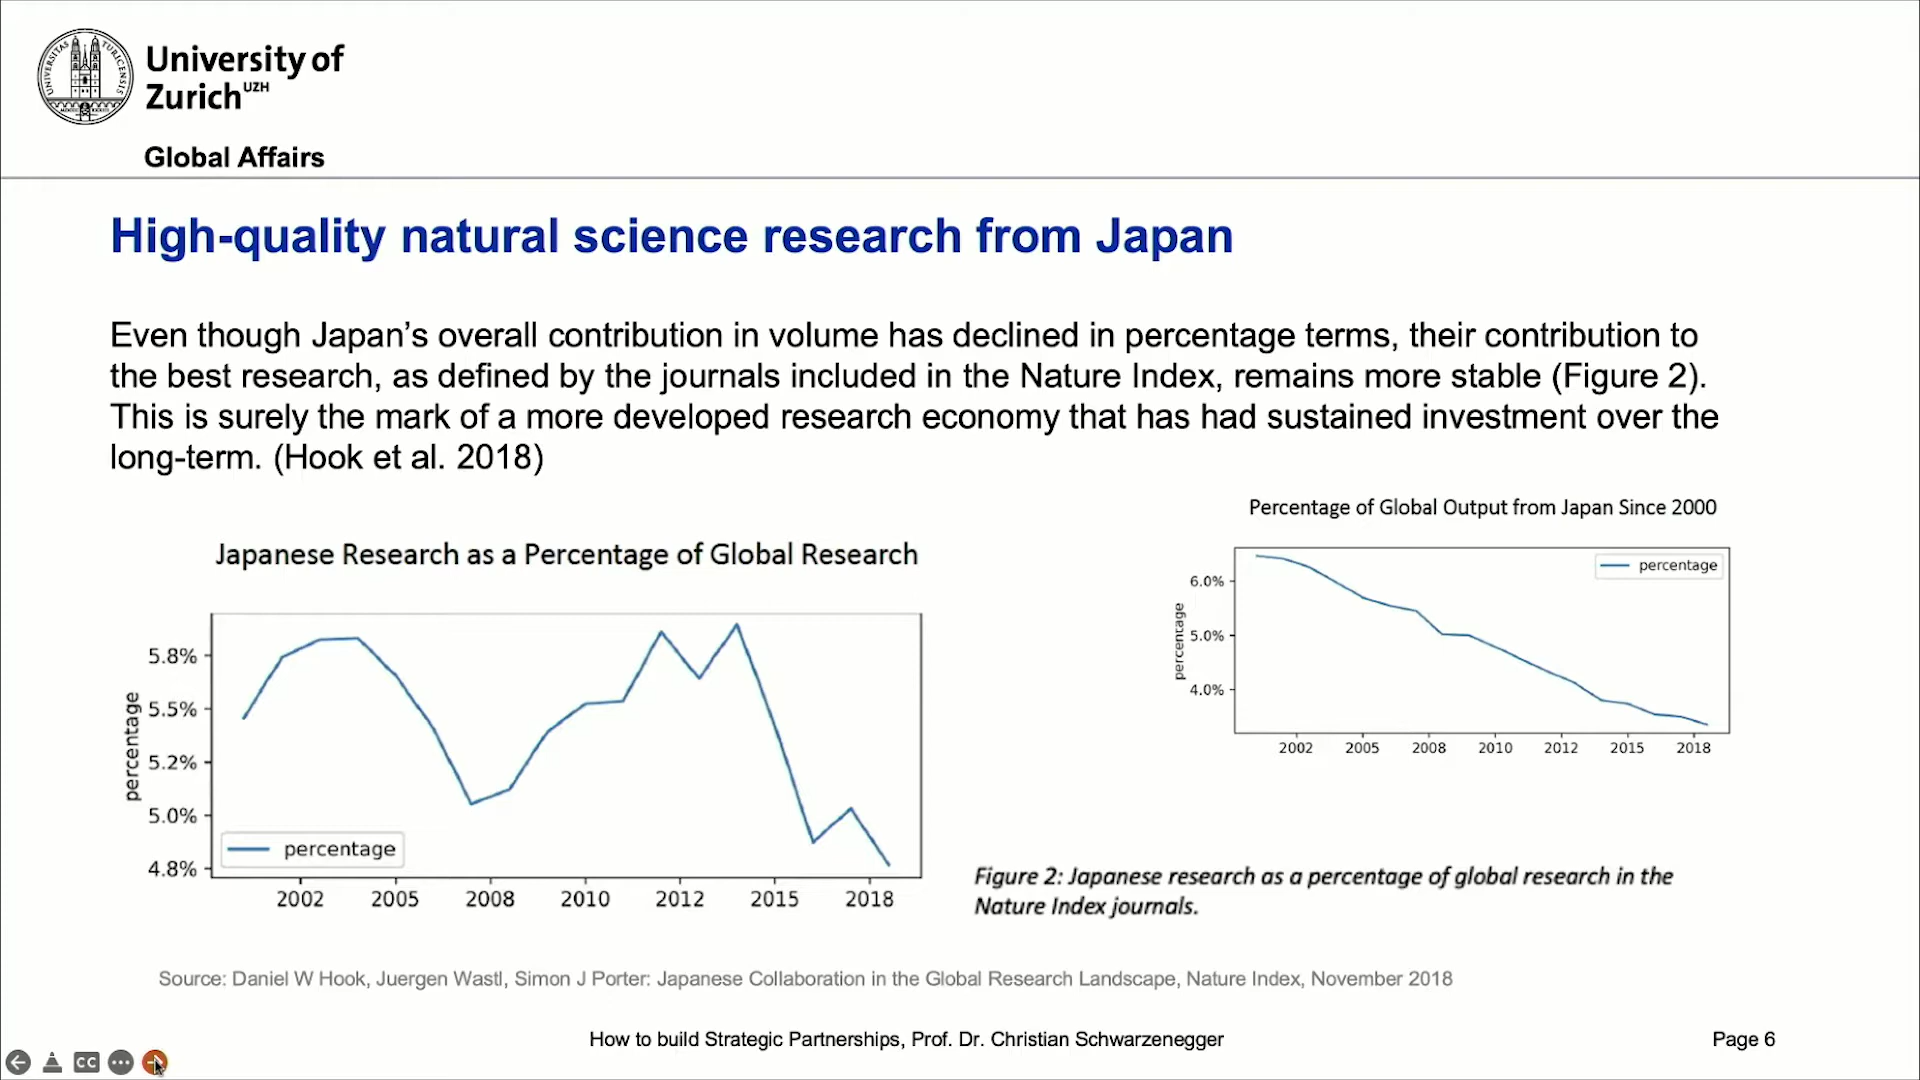 University of
Zurich UZH
Global Affairs
High-quality natural science research from Japan
Even though Japan’s overall contribution in volume has declined in percentage terms, their contribution to
the best research, as defined by the journals included in the Nature Index, remains more stable (Figure 2).
This is surely the mark of a more developed research economy that has had sustained investment over the
long-term. (Hook et al. 2018)
Japanese Research as a Percentage of Global Research
percentage
5.8%
5.5%
5.2%
5.0%
4.8%
percentage
2002 2005 2008 2010 2012 2015 2018
Percentage of Global Output from Japan Since 2000
percentage
6.0%
5.0%
4.0%
percentage
2002 2005 2008 2010 2012 2015 2018
Figure 2: Japanese research as a percentage of global research in the
Nature Index journals.
Source: Daniel W Hook, Juergen Wastl, Simon J Porter: Japanese Collaboration in the Global Research Landscape, Nature Index, November 2018
How to build Strategic Partnerships, Prof. Dr. Christian Schwarzenegger
Page 6
CC